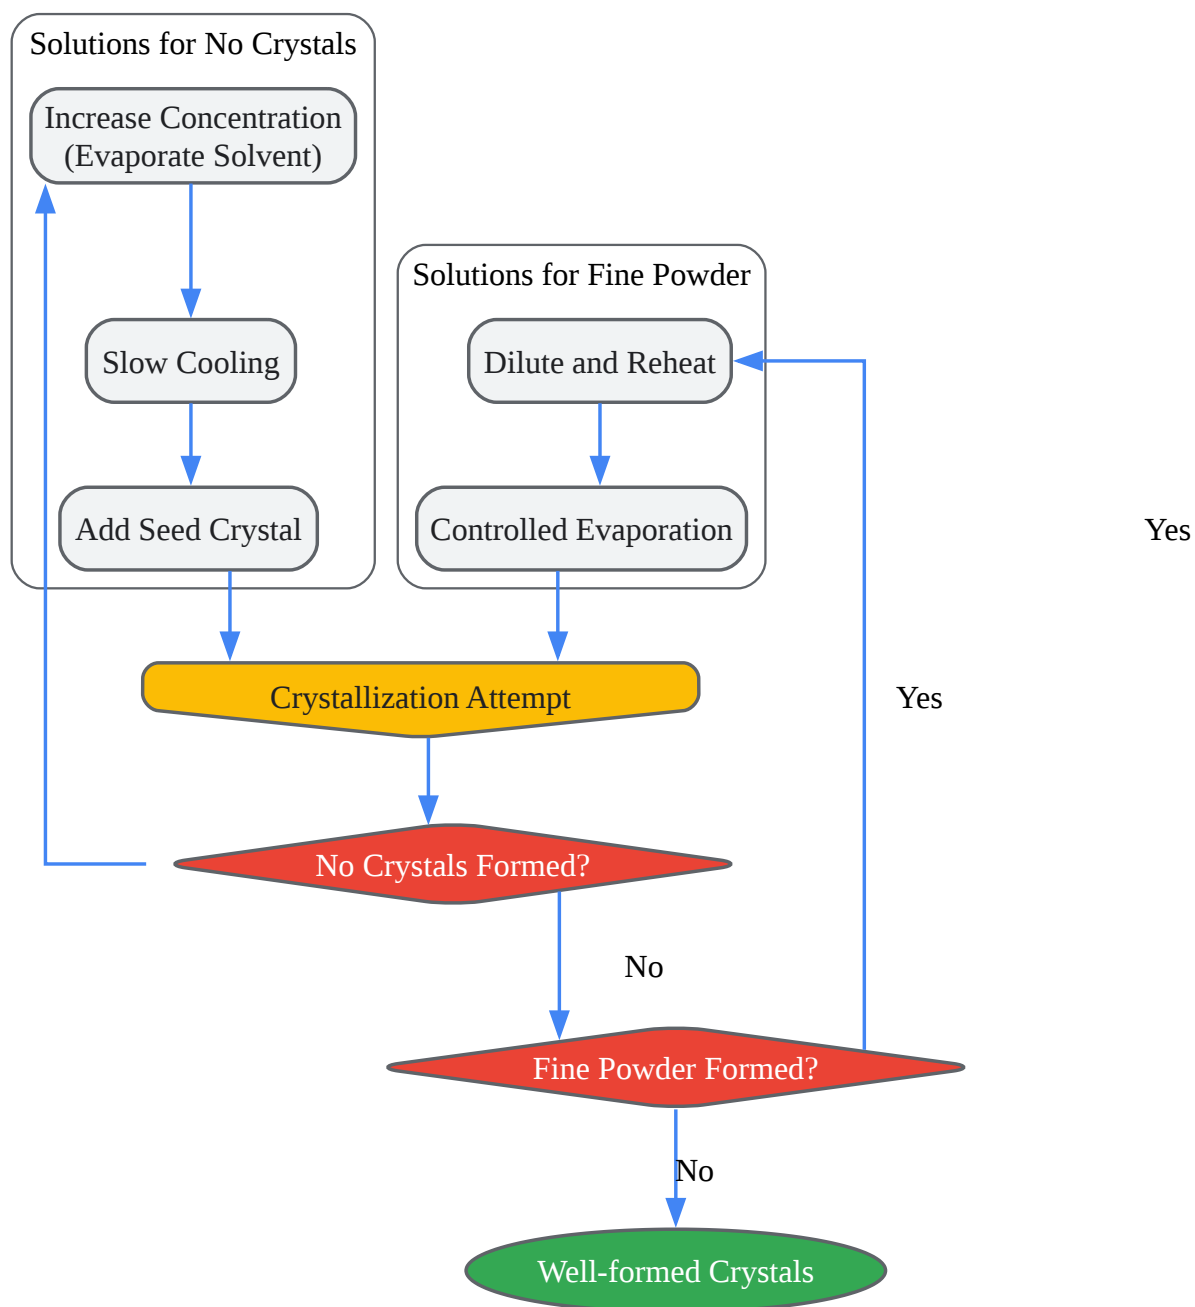 Solutions for No Crystals
Increase Concentration
(Evaporate Solvent)
Solutions for Fine Powder
Slow Cooling
Dilute and Reheat
Add Seed Crystal
Controlled Evaporation
Yes
Crystallization Attempt
Yes
No Crystals Formed?
No
Fine Powder Formed?
No
Well-formed Crystals